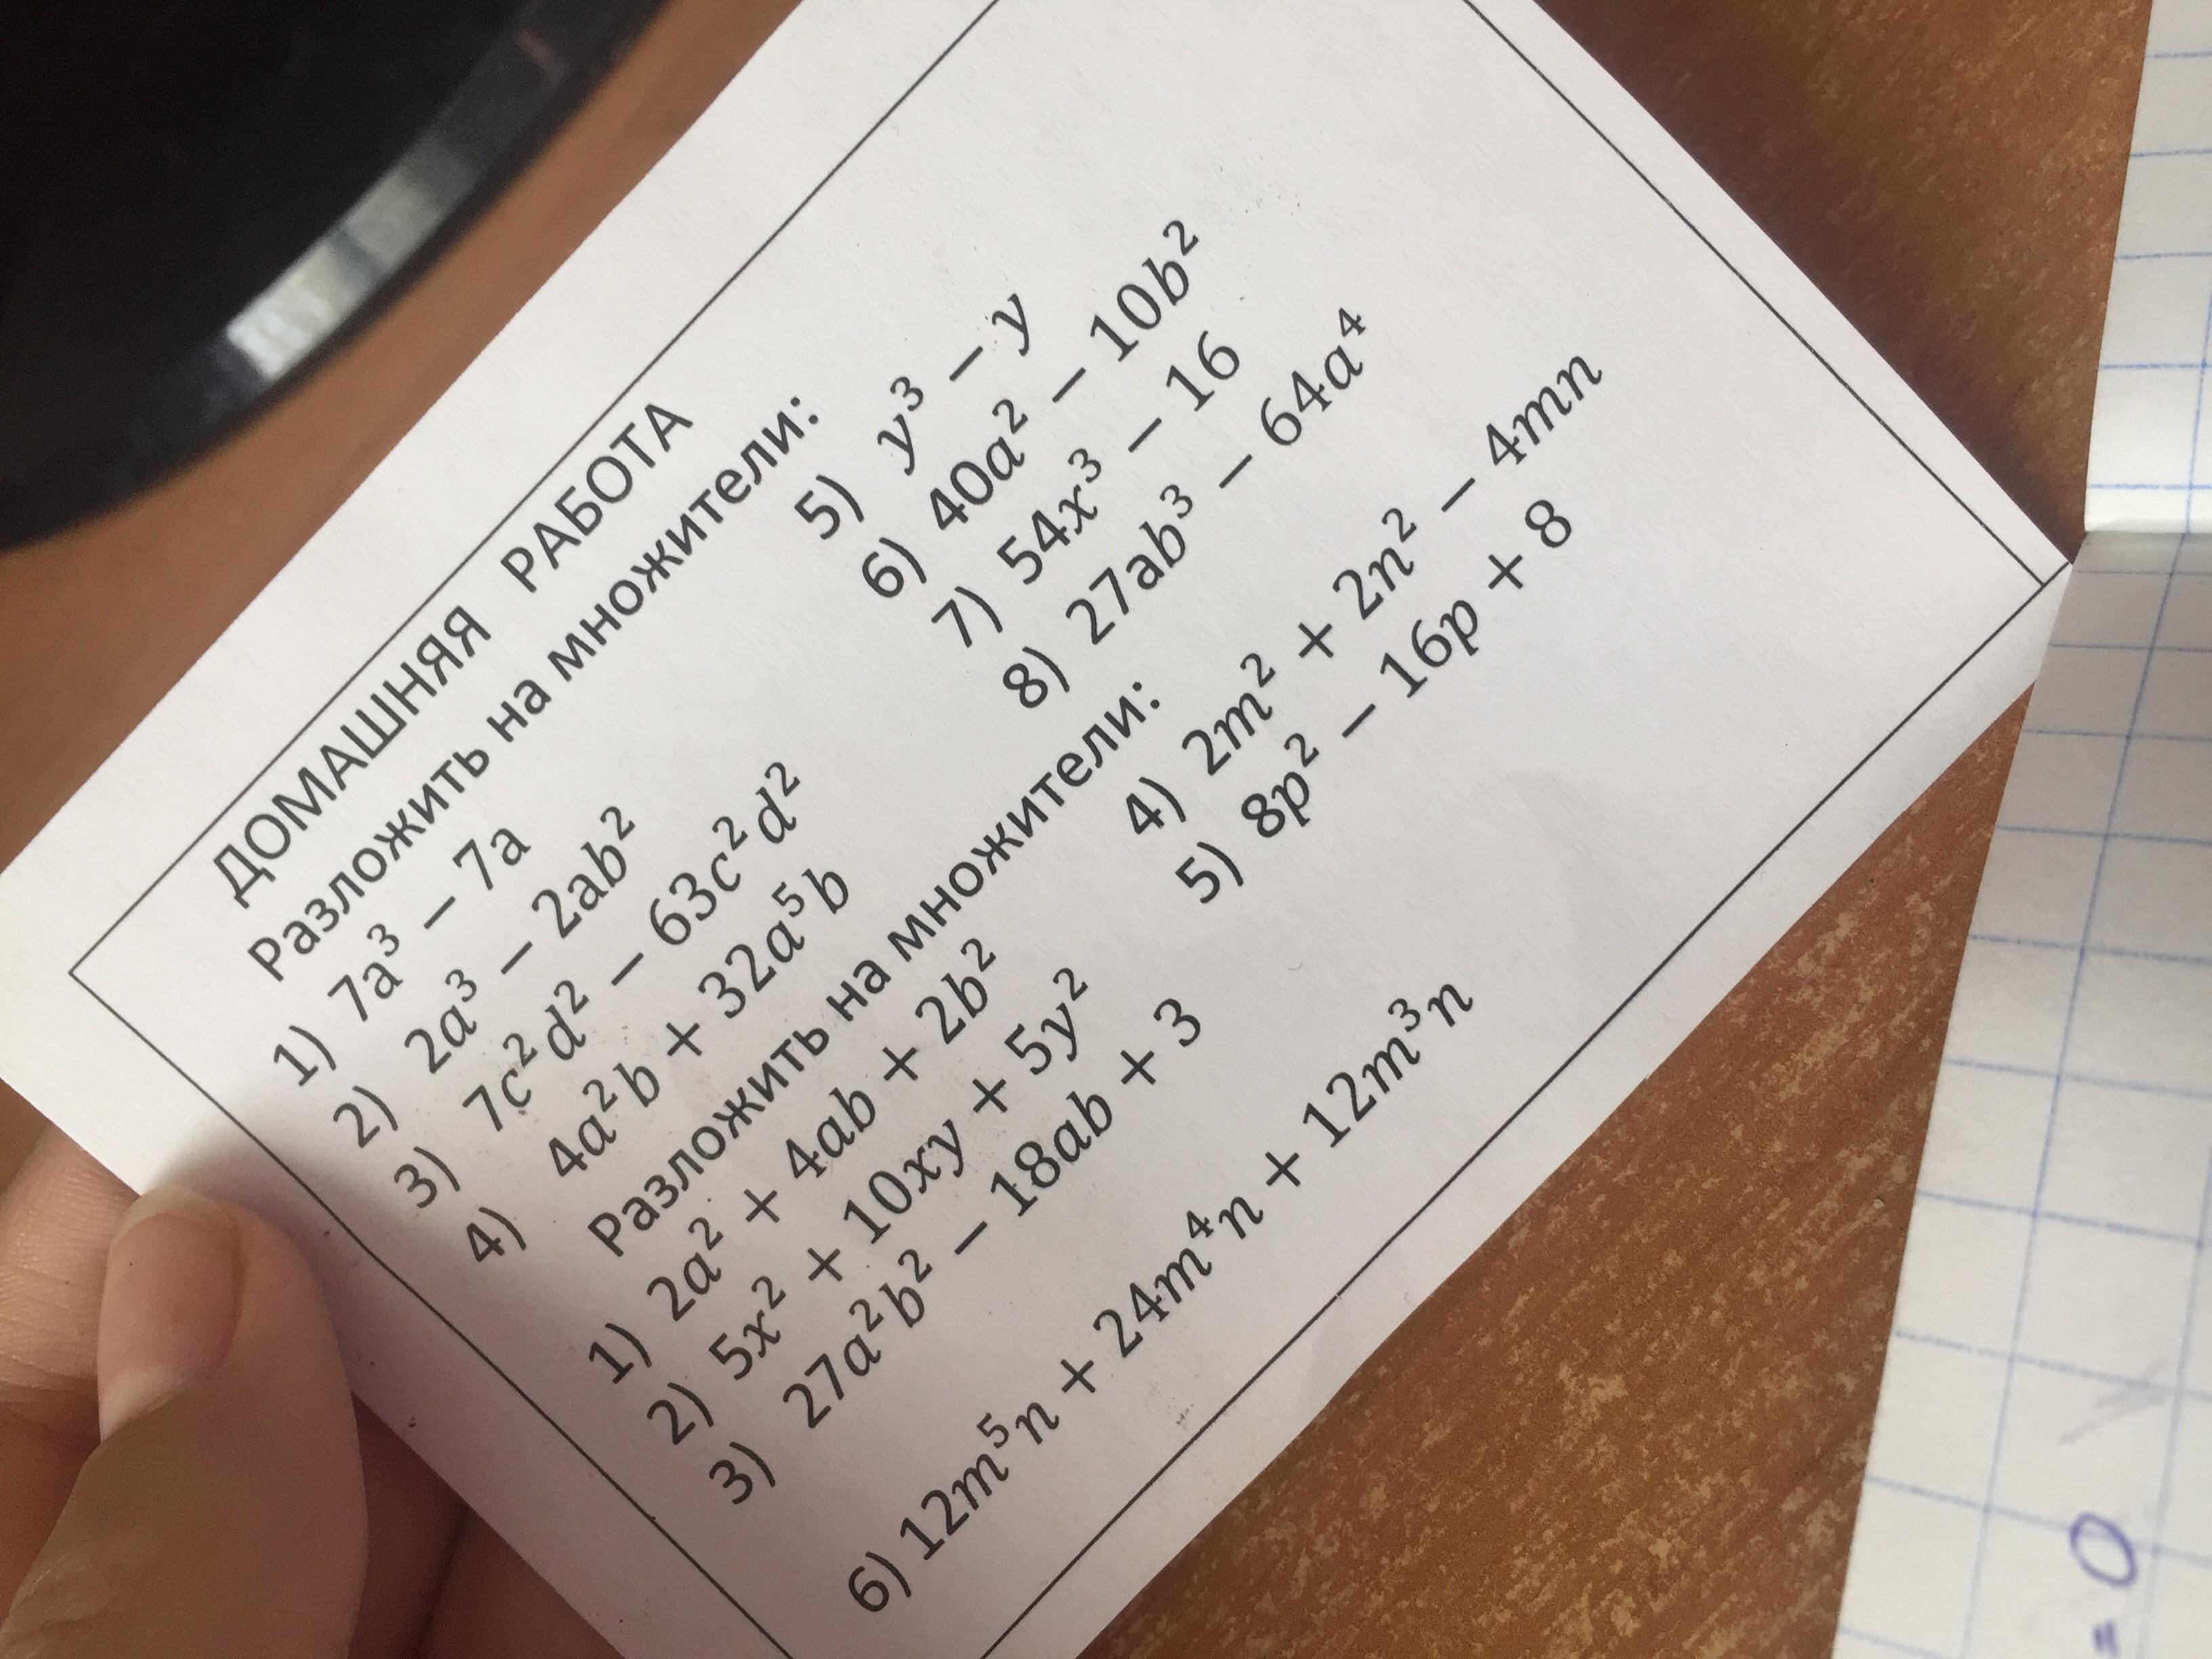 ДОМАШНЯЯ РАБОТА
Разложить на множители:
1) 7a³ − 7a
2) 2a³ − 2ab²
3) 7c²d² − 63c²d²
4) 4a²b + 32a⁵b
5) y³ − y
6) 40a² − 10b²
7) 54x³ − 16
8) 27ab³ − 64a⁴
Разложить на множители:
1) 2a² + 4ab + 2b²
2) 5x² + 10xy + 5y²
3) 27a²b² − 18ab + 3
4) 2m² + 2n² − 4mn
5) 8p² − 16p + 8
6) 12m⁵n + 24m⁴n + 12m³n
= 0